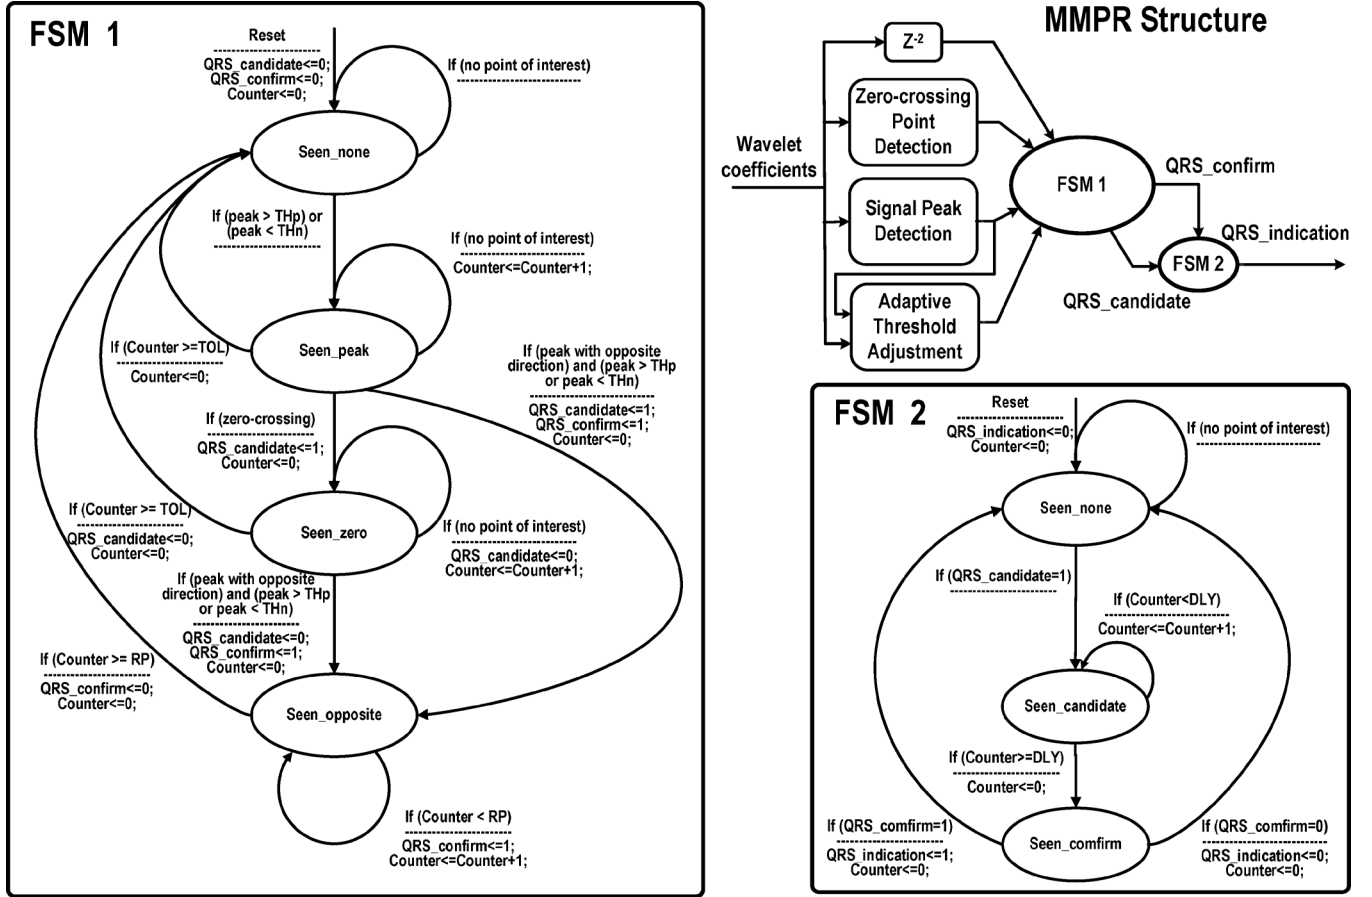 FSM 1
Reset
QRS_candidate<=0;
QRS_confirm<=0;
Counter<=0;
If (no point of interest)
Seen_none
If (peak > THp) or
(peak < THn)
If (no point of interest)
Counter<=Counter+1;
Seen_peak
If (Counter >=TOL)
Counter<=0;
If (peak with opposite
direction) and (peak > THp
or peak < THn)
QRS_candidate<=1;
QRS_confirm<=1;
Counter<=0;
If (zero-crossing)
QRS_candidate<=1;
Counter<=0;
If (Counter >= TOL)
QRS_candidate<=0;
Counter<=0;
Seen_zero
If (no point of interest)
QRS_candidate<=0;
Counter<=Counter+1;
If (peak with opposite
direction) and (peak > THp
or peak < THn)
QRS_candidate<=0;
QRS_confirm<=1;
Counter<=0;
If (Counter >= RP)
QRS_confirm<=0;
Counter<=0;
Seen_opposite
If (Counter < RP)
QRS_confirm<=1;
Counter<=Counter+1;
MMPR Structure
Z-2
Zero-crossing
Point
Detection
Wavelet
coefficients
Signal Peak
Detection
Adaptive
Threshold
Adjustment
FSM 1
QRS_confirm
QRS_indication
FSM 2
QRS_candidate
FSM 2
Reset
QRS_indication<=0;
Counter<=0;
If (no point of interest)
Seen_none
If (QRS_candidate=1)
If (Counter<DLY)
Counter<=Counter+1;
Seen_candidate
If (Counter>=DLY)
Counter<=0;
If (QRS_comfirm=1)
QRS_indication<=1;
Counter<=0;
Seen_comfirm
If (QRS_comfirm=0)
QRS_indication<=0;
Counter<=0;